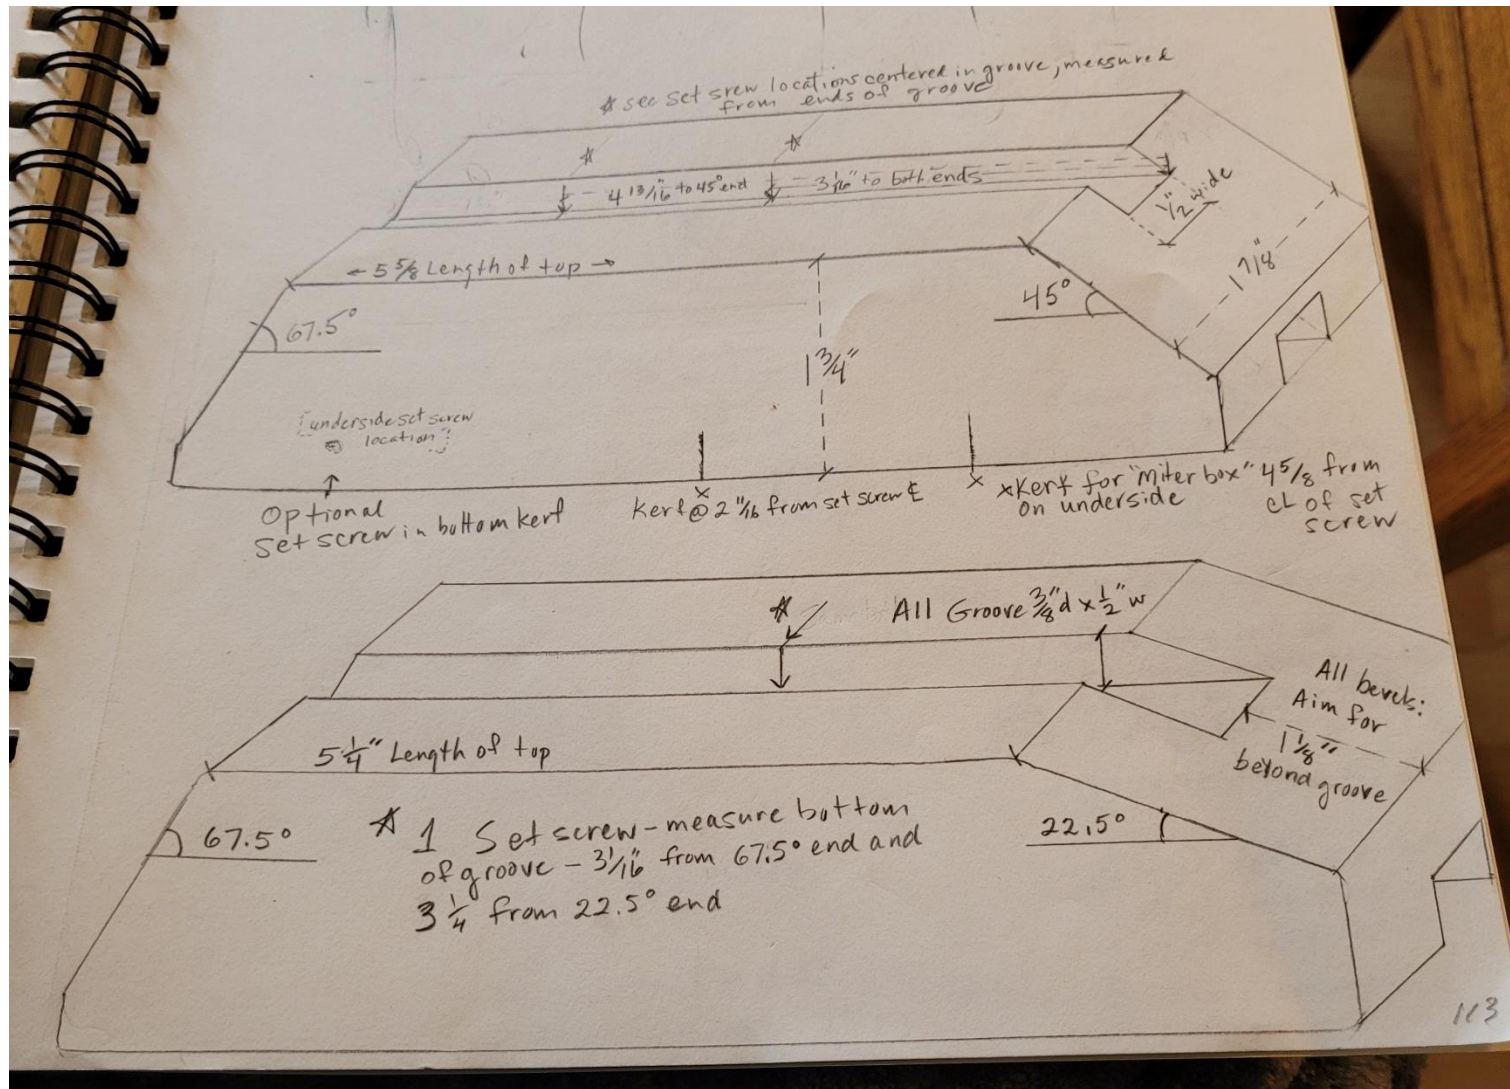 ☆ see Set srew locations centered in groove, measured
from ends of groove
☆ ☆
4 13/16" to 45° end
3 1/16" to both ends
1/2" wide
← 5 5/8 Length of top →
1 7/8"
67.5°
45°
1 3/4"
underside set screw
location
Optional
Set screw in bottom kerf
Kerf @ 2 11/16 from set screw ℄
x Kerf for "miter box" 4 5/8 from
on underside
cL of set
screw
☆
All Groove 3/8"d x 1/2" w
All bevels:
Aim for
1 1/8"
beyond groove
5 1/4" Length of top
67.5°
22.5°
☆ 1 Set screw - measure bottom
of groove - 3 1/16" from 67.5° end and
3 1/4 from 22.5° end
113